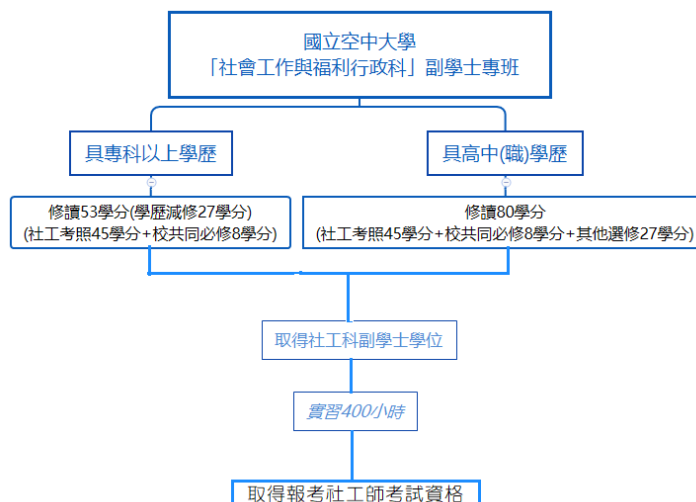 國立空中大學
「社會工作與福利行政科」副學士專班
具專科以上學歷
具高中(職)學歷
修讀53學分(學歷減修27學分)
(社工考照45學分+校共同必修8學分)
修讀80學分
(社工考照45學分+校共同必修8學分+其他選修27學分)
取得社工科副學士學位
實習400小時
取得報考社工師考試資格